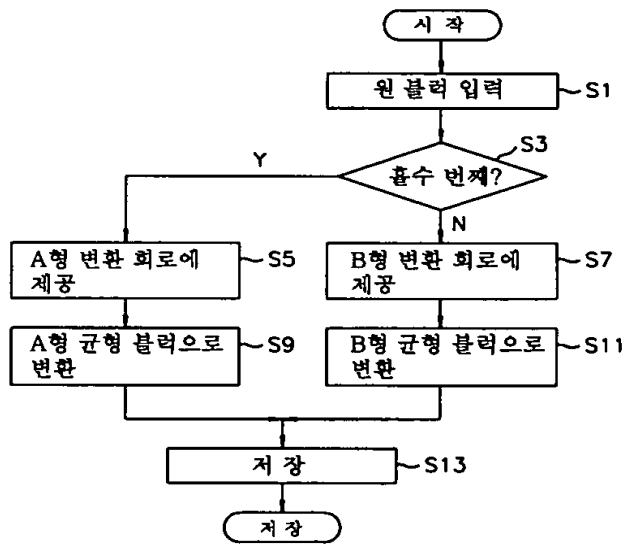 시 작
원 블럭 입력
S1
S3
홀수 번째?
Y
N
A형 변환 회로에
제공
S5
B형 변환 회로에
제공
S7
A형 균형 블럭으로
변환
S9
B형 균형 블럭으로
변환
S11
저 장
S13
저장